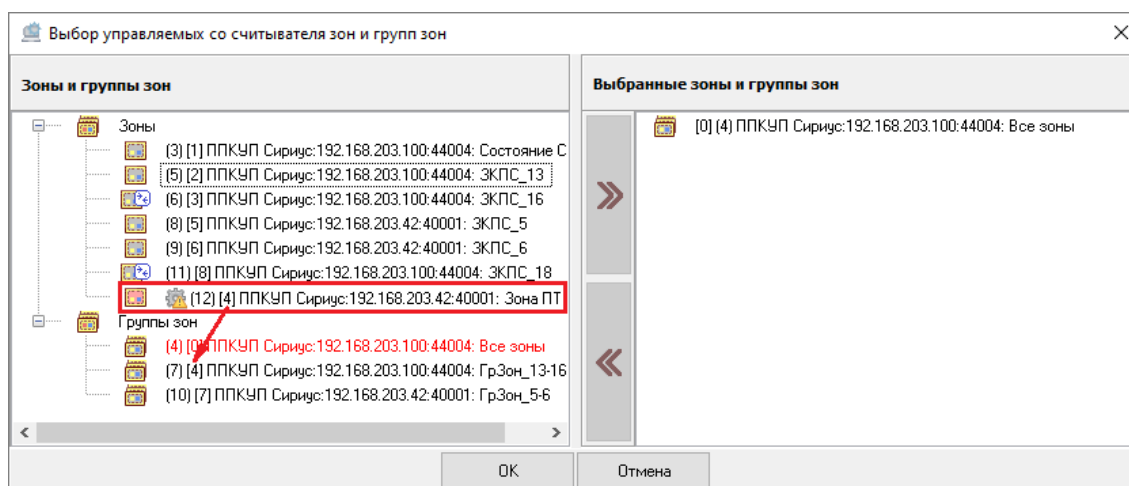 Выбор управляемых со считывателя зон и групп зон
Зоны и группы зон
Зоны
(3) [1] ППКУП Сириус:192.168.203.100:44004: Состояние С
(5) [2] ППКУП Сириус:192.168.203.100:44004: ЗКПС_13
(6) [3] ППКУП Сириус:192.168.203.100:44004: ЗКПС_16
(8) [5] ППКУП Сириус:192.168.203.42:40001: ЗКПС_5
(9) [6] ППКУП Сириус:192.168.203.42:40001: ЗКПС_6
(11) [8] ППКУП Сириус:192.168.203.100:44004: ЗКПС_18
(12) [4] ППКУП Сириус:192.168.203.42:40001: Зона ПТ
Группы зон
(4) [0] ППКУП Сириус:192.168.203.100:44004: Все зоны
(7) [4] ППКУП Сириус:192.168.203.100:44004: ГрЗон_13-16
(10) [7] ППКУП Сириус:192.168.203.42:40001: ГрЗон_5-6
Выбранные зоны и группы зон
[0] (4) ППКУП Сириус:192.168.203.100:44004: Все зоны
OK
Отмена